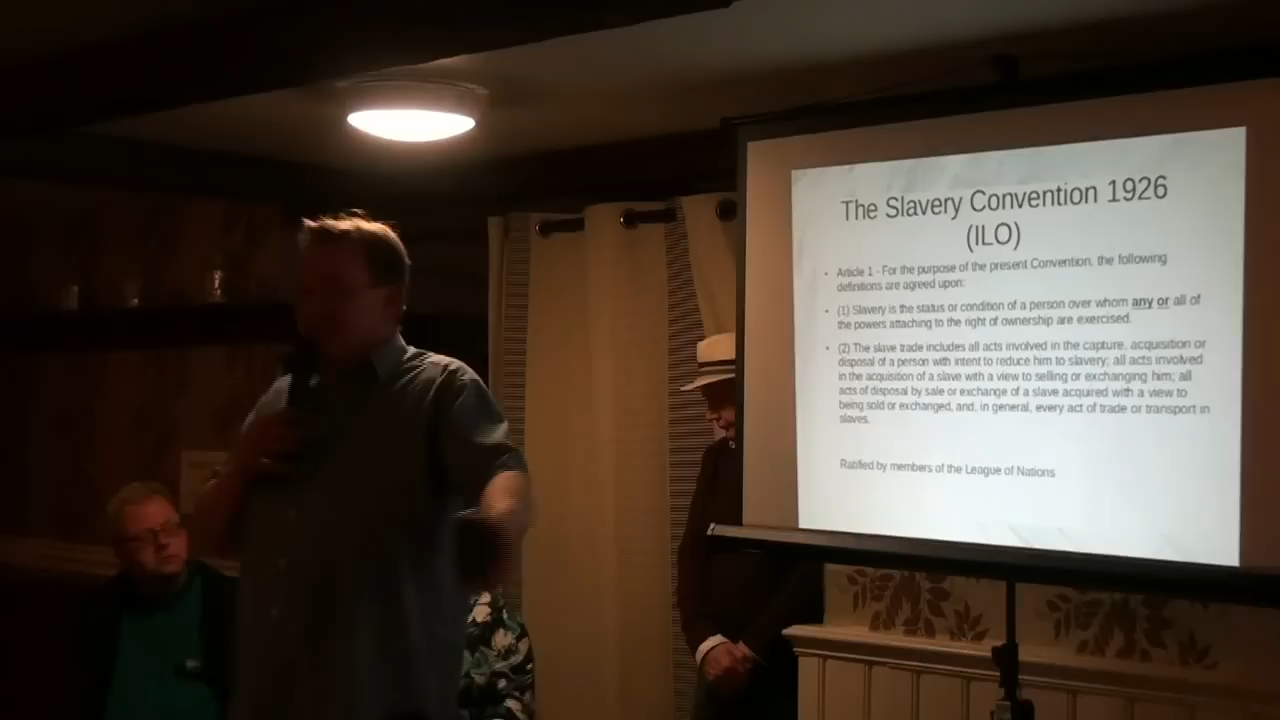 The Slavery Convention 1926
(ILO)
• Article 1 - For the purpose of the present Convention, the following
definitions are agreed upon:
• (1) Slavery is the status or condition of a person over whom any or all of
the powers attaching to the right of ownership are exercised.
• (2) The slave trade includes all acts involved in the capture, acquisition or
disposal of a person with intent to reduce him to slavery; all acts involved
in the acquisition of a slave with a view to selling or exchanging him; all
acts of disposal by sale or exchange of a slave acquired with a view to
being sold or exchanged, and, in general, every act of trade or transport in
slaves.
Ratified by members of the League of Nations